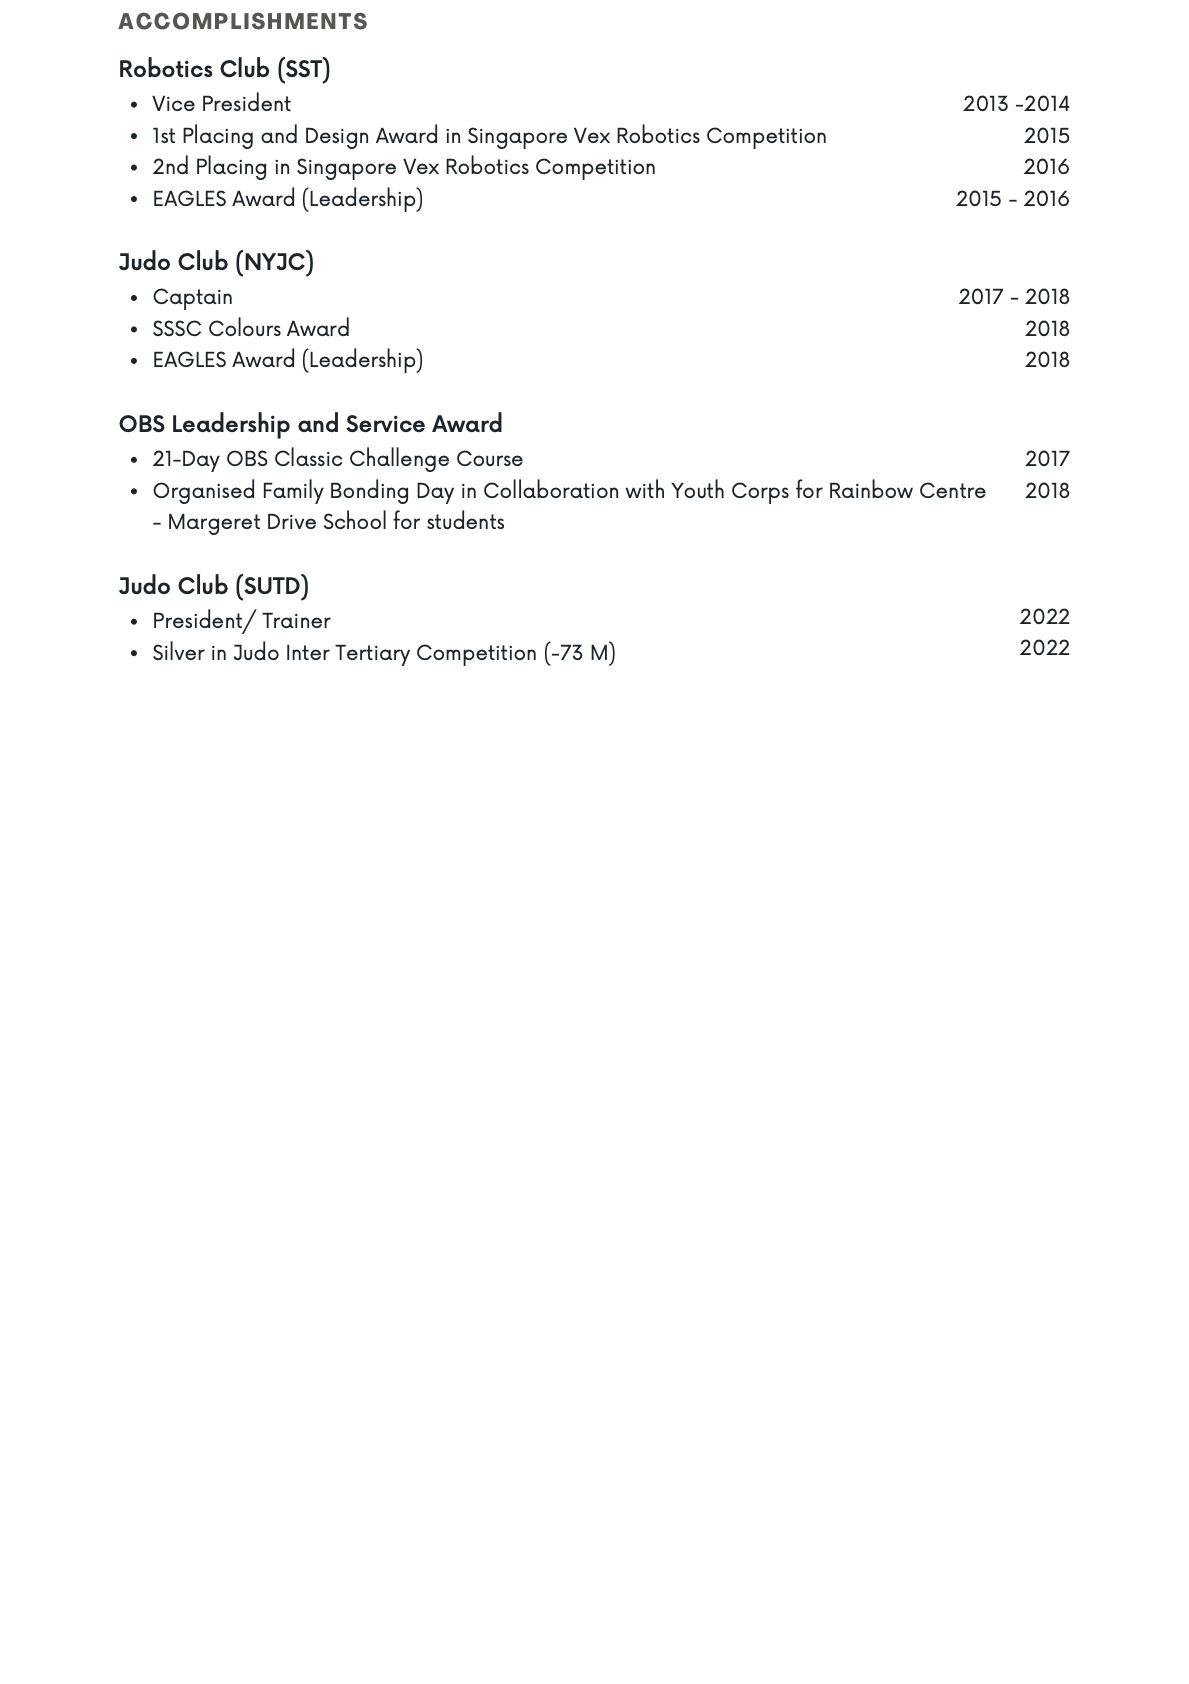 ACCOMPLISHMENTS
Robotics Club (SST)
• Vice President 2013 -2014
• 1st Placing and Design Award in Singapore Vex Robotics Competition 2015
• 2nd Placing in Singapore Vex Robotics Competition 2016
• EAGLES Award (Leadership) 2015 - 2016
Judo Club (NYJC)
• Captain 2017 - 2018
• SSSC Colours Award 2018
• EAGLES Award (Leadership) 2018
OBS Leadership and Service Award
• 21-Day OBS Classic Challenge Course 2017
• Organised Family Bonding Day in Collaboration with Youth Corps for Rainbow Centre 2018
- Margeret Drive School for students
Judo Club (SUTD)
• President/ Trainer 2022
• Silver in Judo Inter Tertiary Competition (-73 M) 2022